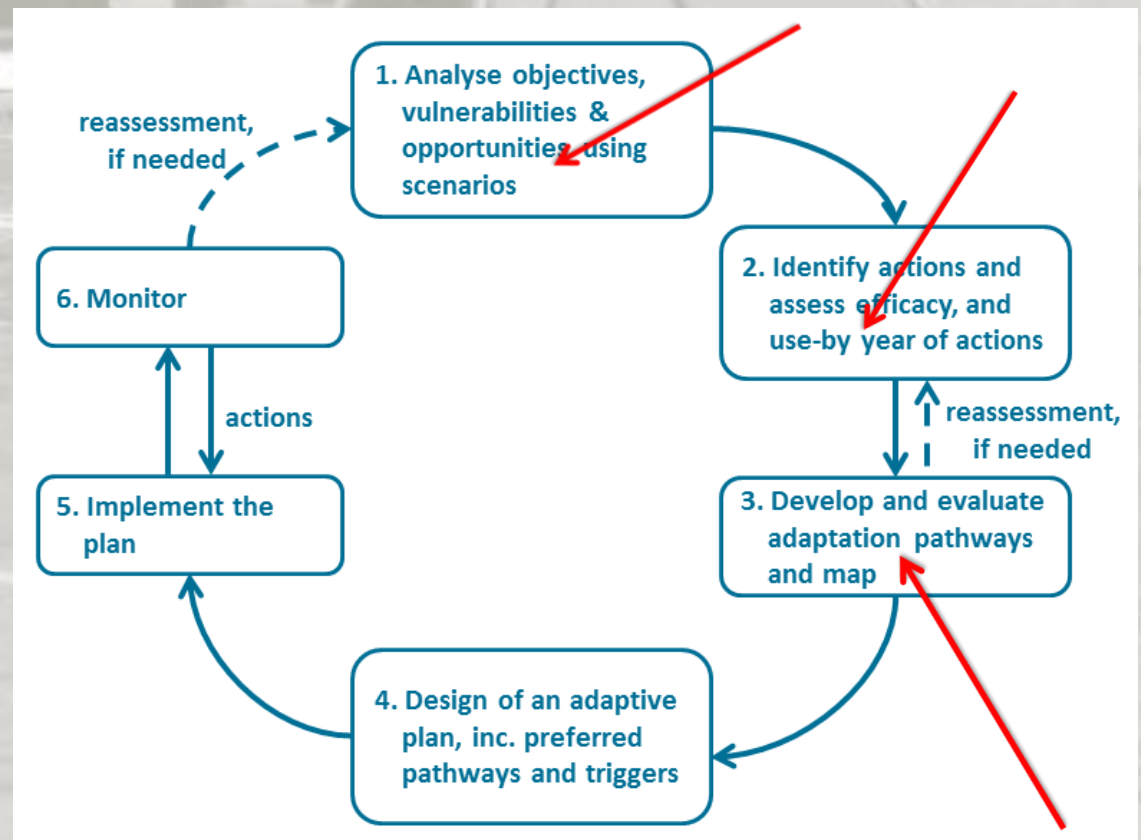 1. Analyse objectives,
vulnerabilities &
opportunities using
scenarios
reassessment,
if needed
2. Identify actions and
assess efficacy, and
use-by year of actions
6. Monitor
actions
reassessment,
if needed
5. Implement the
plan
3. Develop and evaluate
adaptation pathways
and map
4. Design of an adaptive
plan, inc. preferred
pathways and triggers